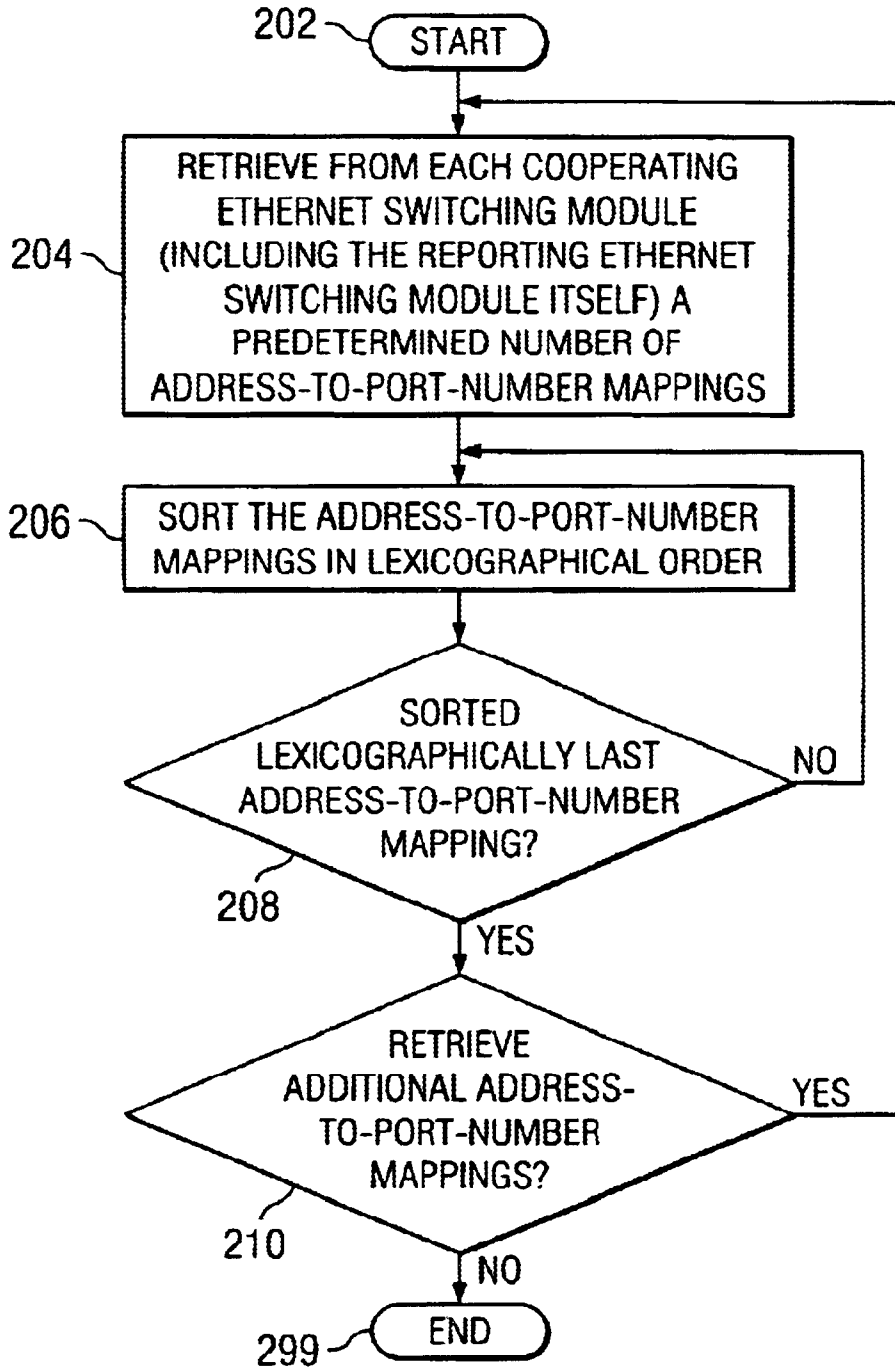 202
START
RETRIEVE FROM EACH COOPERATING
ETHERNET SWITCHING MODULE
(INCLUDING THE REPORTING ETHERNET
SWITCHING MODULE ITSELF) A
PREDETERMINED NUMBER OF
ADDRESS-TO-PORT-NUMBER MAPPINGS
204
SORT THE ADDRESS-TO-PORT-NUMBER
MAPPINGS IN LEXICOGRAPHICAL ORDER
206
SORTED
LEXICOGRAPHICALLY LAST
ADDRESS-TO-PORT-NUMBER
MAPPING?
NO
208
YES
RETRIEVE
ADDITIONAL ADDRESS-
TO-PORT-NUMBER
MAPPINGS?
YES
210
NO
END
299